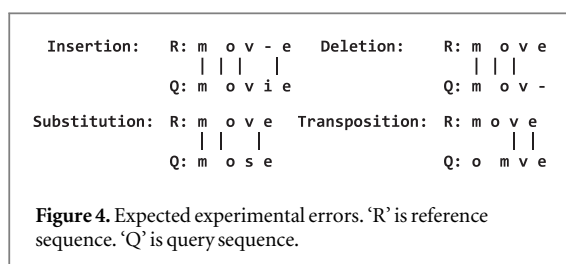 Insertion: R: m o v - e Deletion: R: m o v e
| | | | | | |
Q: m o v i e Q: m o v -
Substitution: R: m o v e Transposition: R: m o v e
| | | | |
Q: m o s e Q: o m v e
Figure 4. Expected experimental errors. ‘R’ is reference
sequence. ‘Q’ is query sequence.